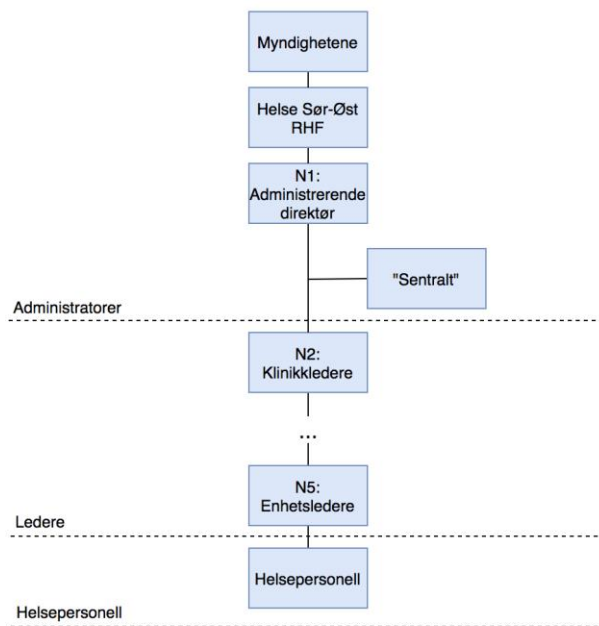 Myndighetene
Helse Sør-Øst
RHF
N1:
Administrerende
direktør
"Sentralt"
Administratorer
N2:
Klinikkledere
...
N5:
Enhetsledere
Ledere
Helsepersonell
Helsepersonell